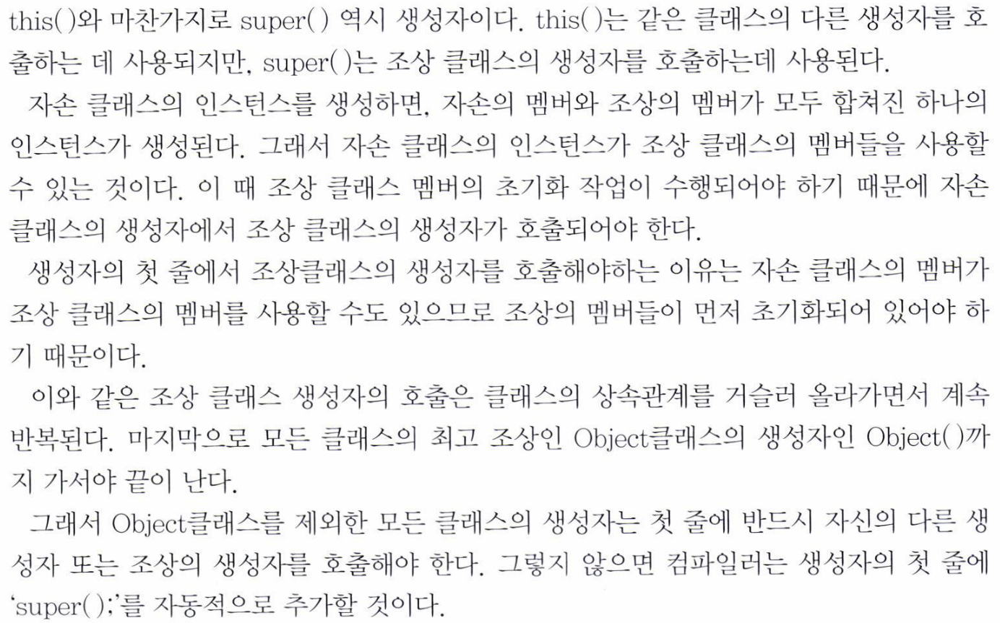 this( )와 마찬가지로 super( ) 역시 생성자이다. this( )는 같은 클래스의 다른 생성자를 호
출하는 데 사용되지만, super( )는 조상 클래스의 생성자를 호출하는데 사용된다.
자손 클래스의 인스턴스를 생성하면, 자손의 멤버와 조상의 멤버가 모두 합쳐진 하나의
인스턴스가 생성된다. 그래서 자손 클래스의 인스턴스가 조상 클래스의 멤버들을 사용할
수 있는 것이다. 이 때 조상 클래스 멤버의 초기화 작업이 수행되어야 하기 때문에 자손
클래스의 생성자에서 조상 클래스의 생성자가 호출되어야 한다.
생성자의 첫 줄에서 조상클래스의 생성자를 호출해야하는 이유는 자손 클래스의 멤버가
조상 클래스의 멤버를 사용할 수도 있으므로 조상의 멤버들이 먼저 초기화되어 있어야 하
기 때문이다.
이와 같은 조상 클래스 생성자의 호출은 클래스의 상속관계를 거슬러 올라가면서 계속
반복된다. 마지막으로 모든 클래스의 최고 조상인 Object클래스의 생성자인 Object( )까
지 가서야 끝이 난다.
그래서 Object클래스를 제외한 모든 클래스의 생성자는 첫 줄에 반드시 자신의 다른 생
성자 또는 조상의 생성자를 호출해야 한다. 그렇지 않으면 컴파일러는 생성자의 첫 줄에
‘super( );’를 자동적으로 추가할 것이다.